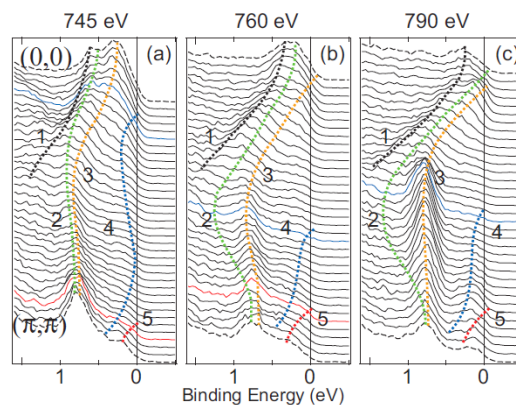 745 eV 760 eV 790 eV
(0,0) (a) (b) (c)
1 1 1
3 3 3
2 4 2 4 2 4
(π,π) 5 5 5
1 0 1 0 1 0
Binding Energy (eV)